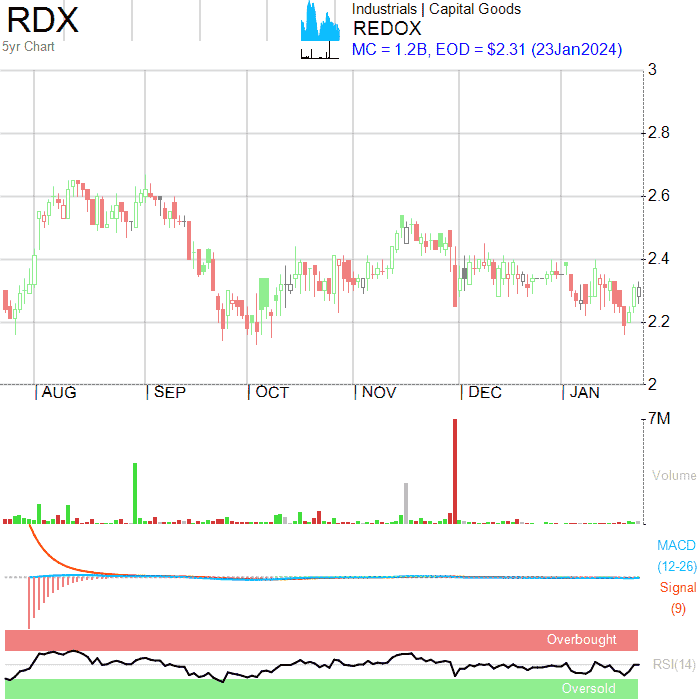 RDX
5yr Chart
Industrials | Capital Goods
REDOX
MC = 1.2B, EOD = $2.31 (23Jan2024)
3
2.8
2.6
2.4
2.2
2
AUG SEP OCT NOV DEC JAN
7M
Volume
MACD
(12-26)
Signal
(9)
Overbought
RSI(14)
Oversold